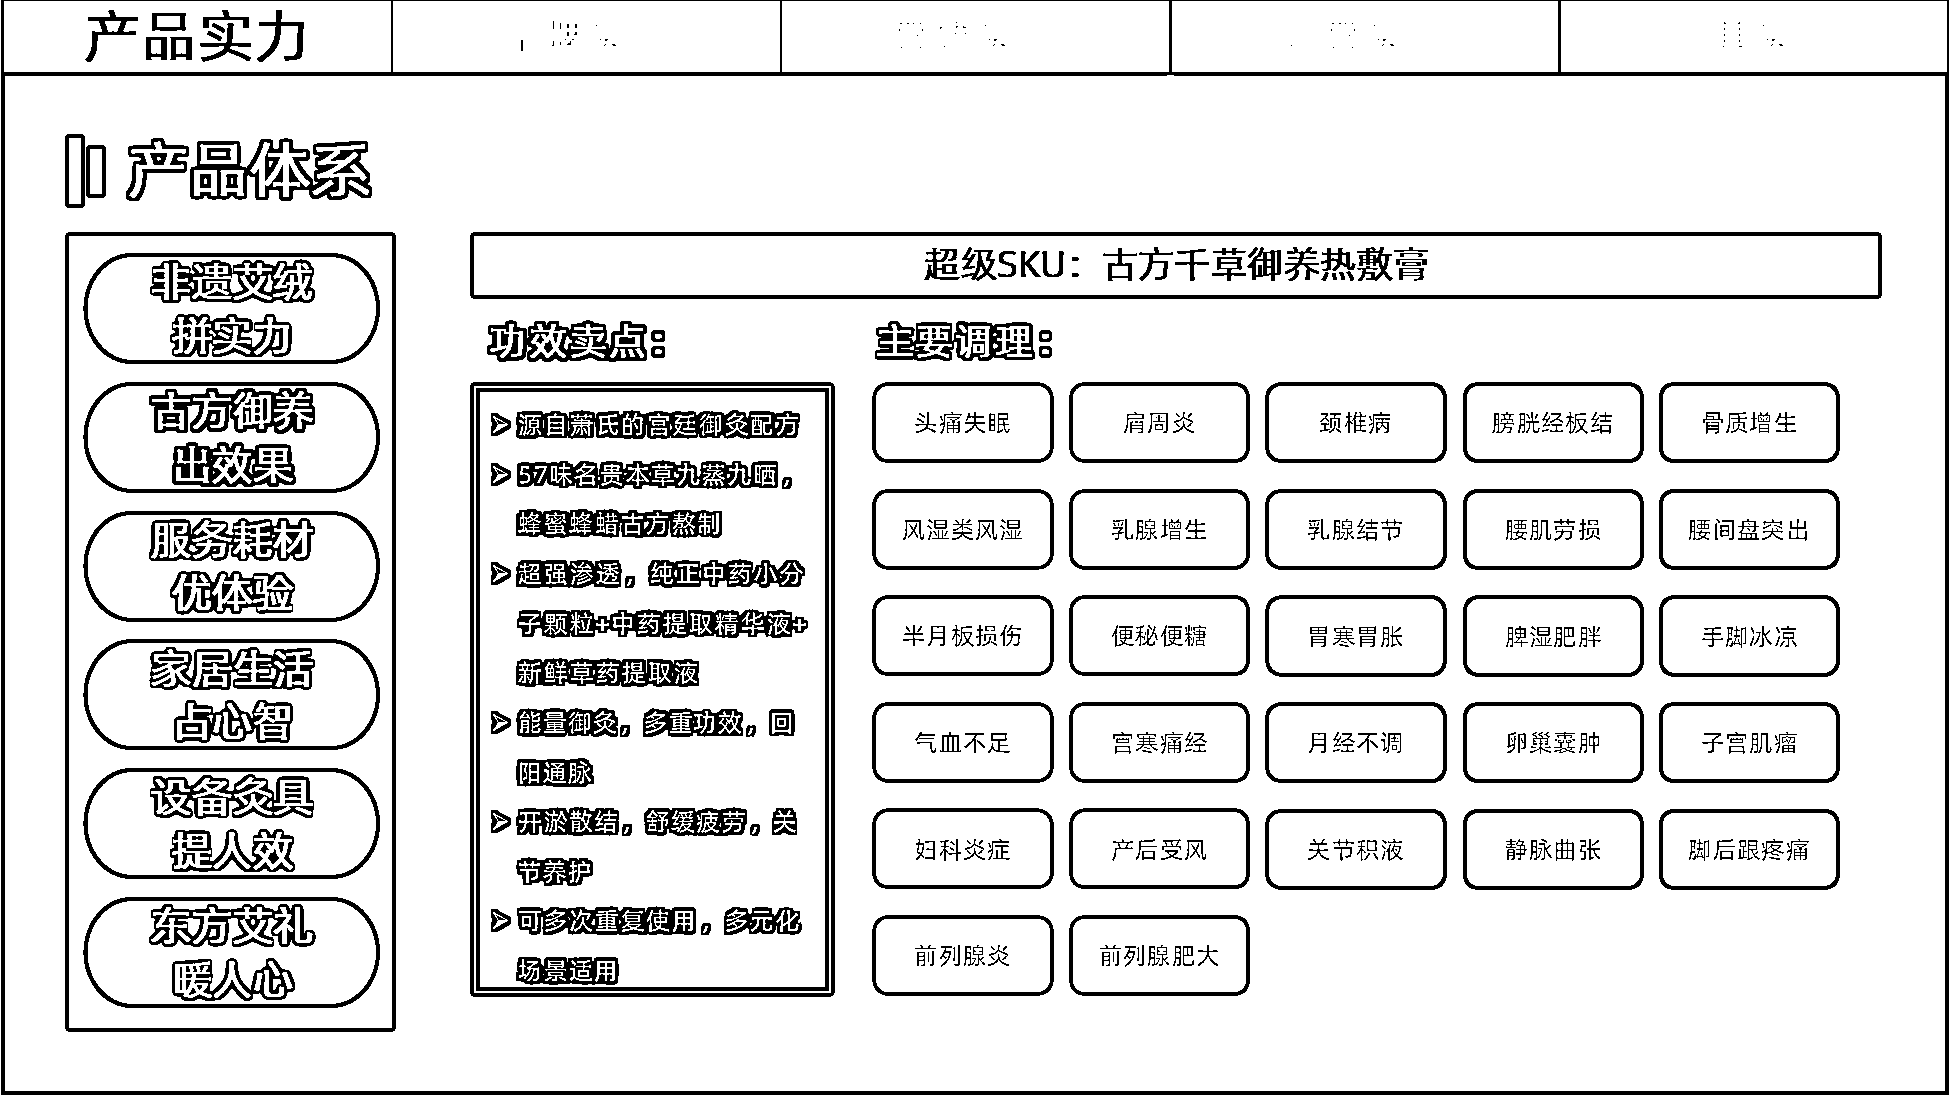 产品实力
产品体系
非遗艾绒
拼实力
古方御养
出效果
服务耗材
优体验
家居生活
占心智
设备灸具
提人效
东方艾礼
暖人心
超级SKU：古方千草御养热敷膏
功效卖点：
源自萧氏的宫廷御灸配方
57味名贵本草九蒸九晒，
蜂蜜蜂蜡古方熬制
超强渗透，纯正中药小分
子颗粒+中药提取精华液+
新鲜草药提取液
能量御灸，多重功效，回
阳通脉
开淤散结，舒缓疲劳，关
节养护
可多次重复使用，多元化
场景适用
主要调理：
头痛失眠 肩周炎 颈椎病 膀胱经板结 骨质增生
风湿类风湿 乳腺增生 乳腺结节 腰肌劳损 腰间盘突出
半月板损伤 便秘便糖 胃寒胃胀 脾湿肥胖 手脚冰凉
气血不足 宫寒痛经 月经不调 卵巢囊肿 子宫肌瘤
妇科炎症 产后受风 关节积液 静脉曲张 脚后跟疼痛
前列腺炎 前列腺肥大